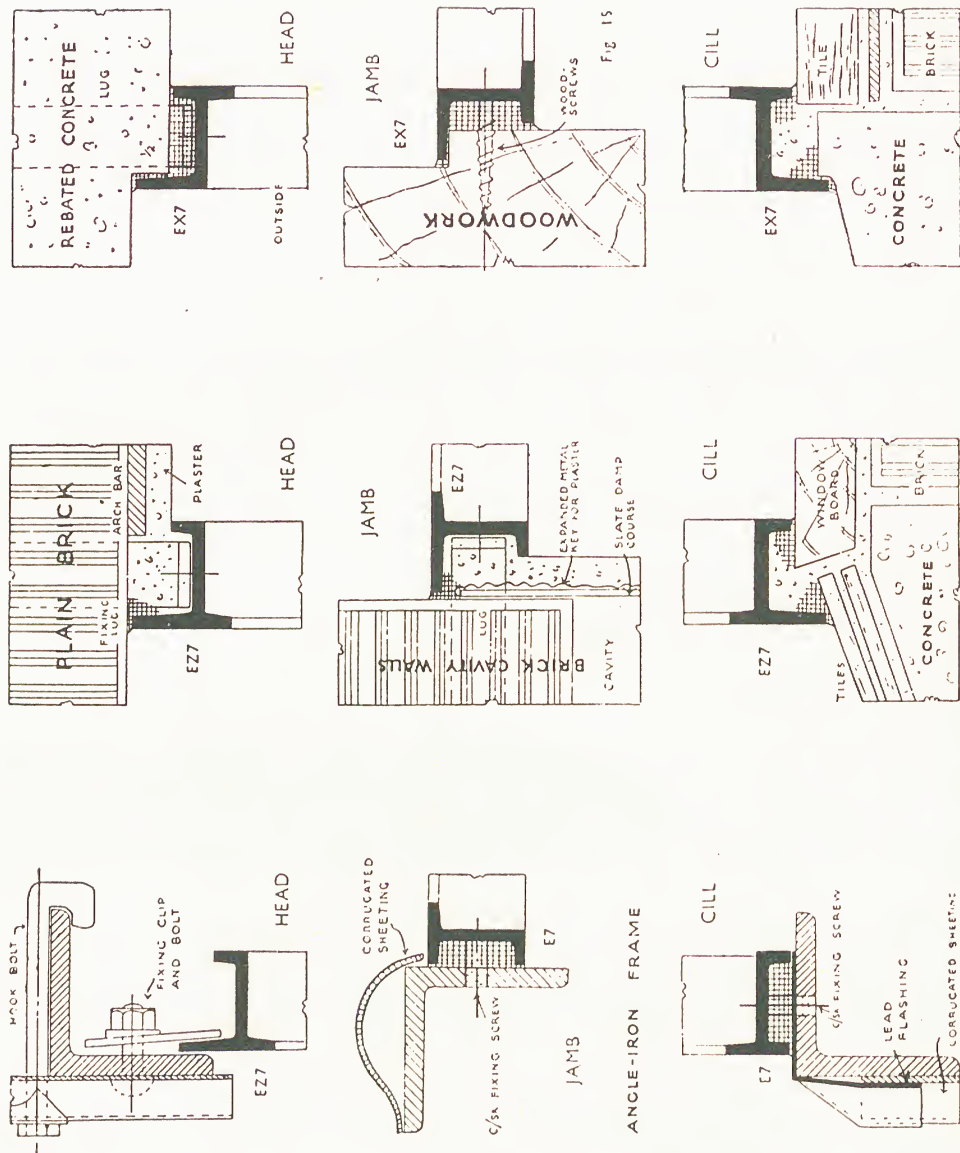 REBATED CONCRETE
LUG
1/2"
EX7
OUTSIDE
HEAD
JAMB
EX7
WOODWORK
WOOD-
SCREWS
Fig 15
CILL
EX7
TILE
CONCRETE
BRICK
PLAIN BRICK
FIXING
LUG
ARCH BAR
PLASTER
EZ7
HEAD
JAMB
EZ7
LUG
BRICK CAVITY WALLS
CAVITY
EXPANDED METAL
KEY FOR PLASTER
SLATE DAMP
COURSE
CILL
EZ7
WINDOW
BOARD
TILES
CONCRETE
BRICK
HOOK BOLT
FIXING CLIP
AND BOLT
EZ7
HEAD
CORRUGATED
SHEETING
E7
C/SK FIXING SCREW
JAMB
ANGLE-IRON FRAME
CILL
E7
C/SK FIXING SCREW
LEAD
FLASHING
CORRUGATED SHEETING